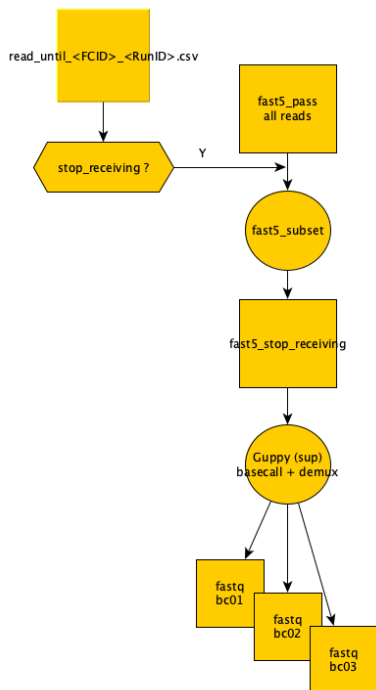 read_until_<FCID>_<RunID>.csv
fast5_pass
all reads
stop_receiving ?
Y
fast5_subset
fast5_stop_receiving
Guppy (sup)
basecall + demux
fastq
bc01
fastq
bc02
fastq
bc03